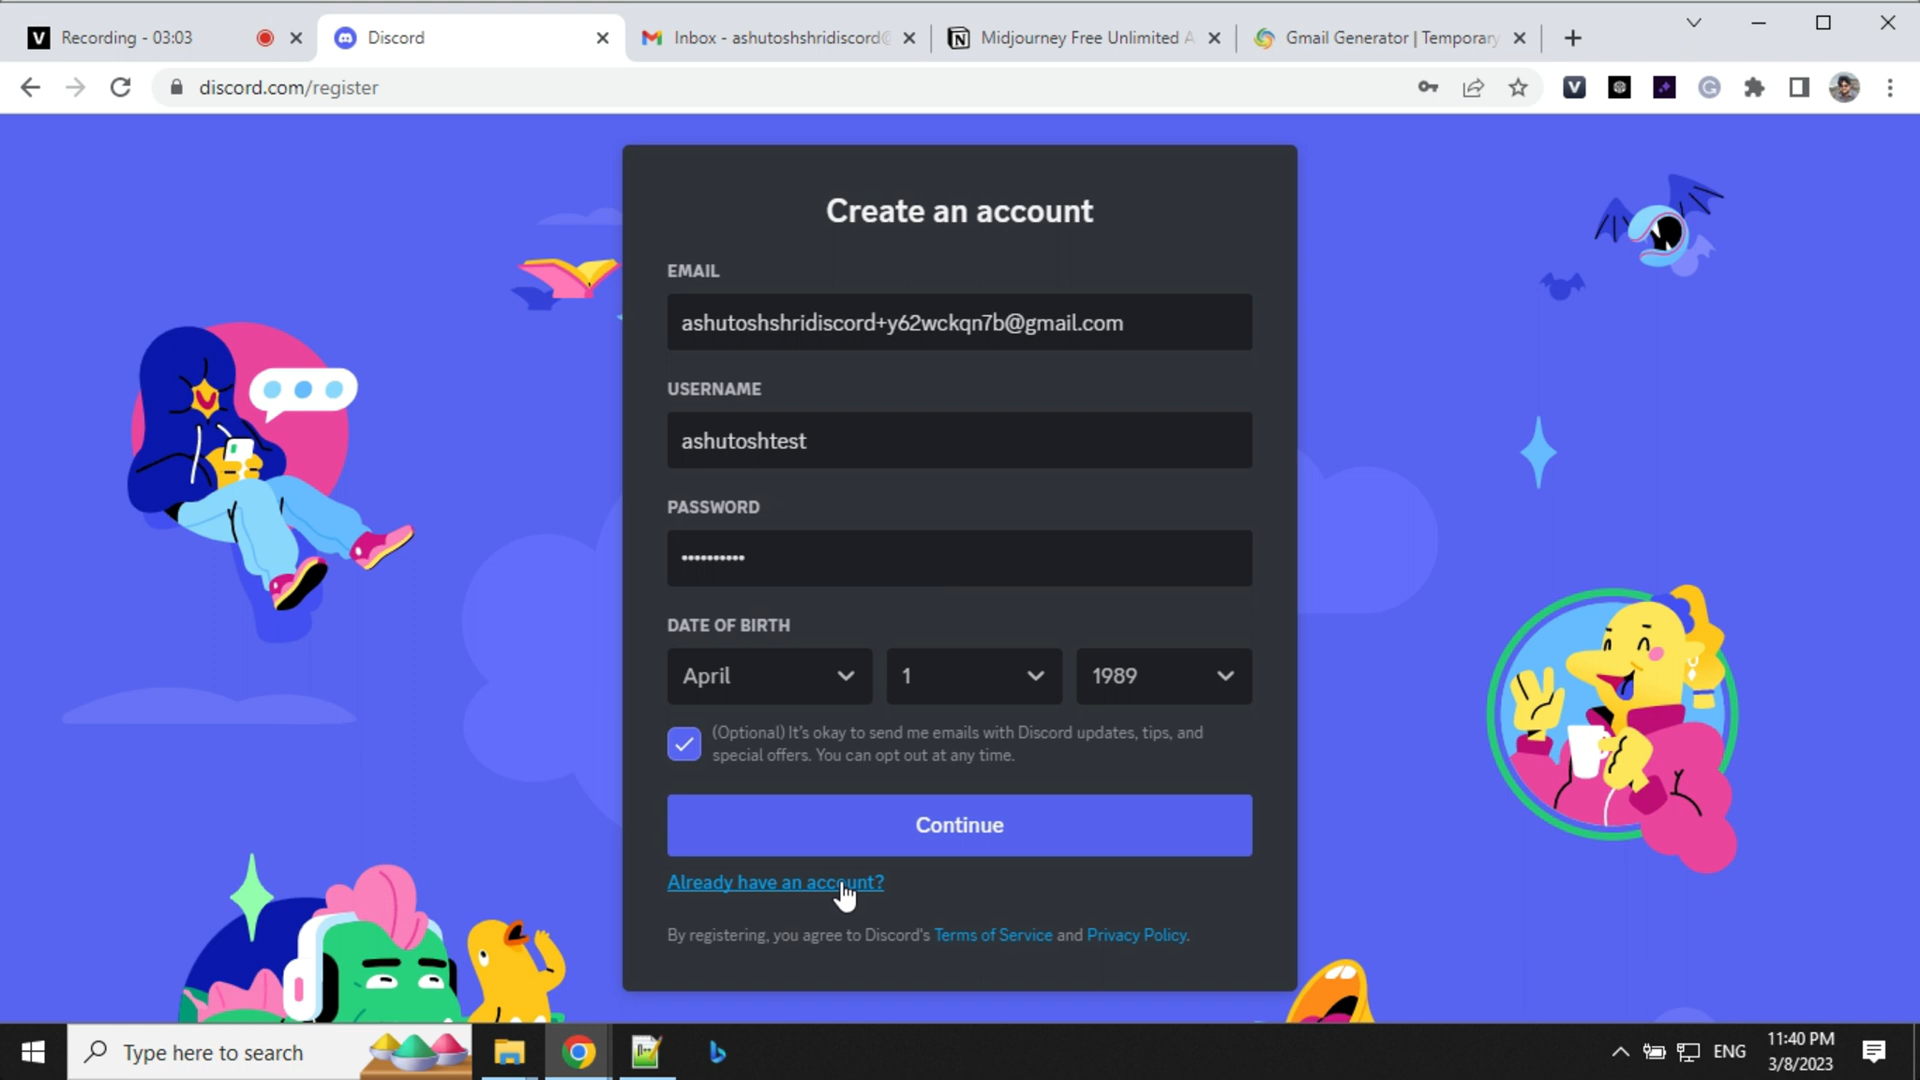 Recording - 03:03
Discord
Inbox - ashutoshshridiscord@
Midjourney Free Unlimited A
Gmail Generator | Temporary
discord.com/register
Create an account
EMAIL
ashutoshshridiscord+y62wckqn7b@gmail.com
USERNAME
ashutoshtest
PASSWORD
••••••••••
DATE OF BIRTH
April
1
1989
(Optional) It's okay to send me emails with Discord updates, tips, and
special offers. You can opt out at any time.
Continue
Already have an account?
By registering, you agree to Discord's Terms of Service and Privacy Policy.
Type here to search
ENG
11:40 PM
3/8/2023